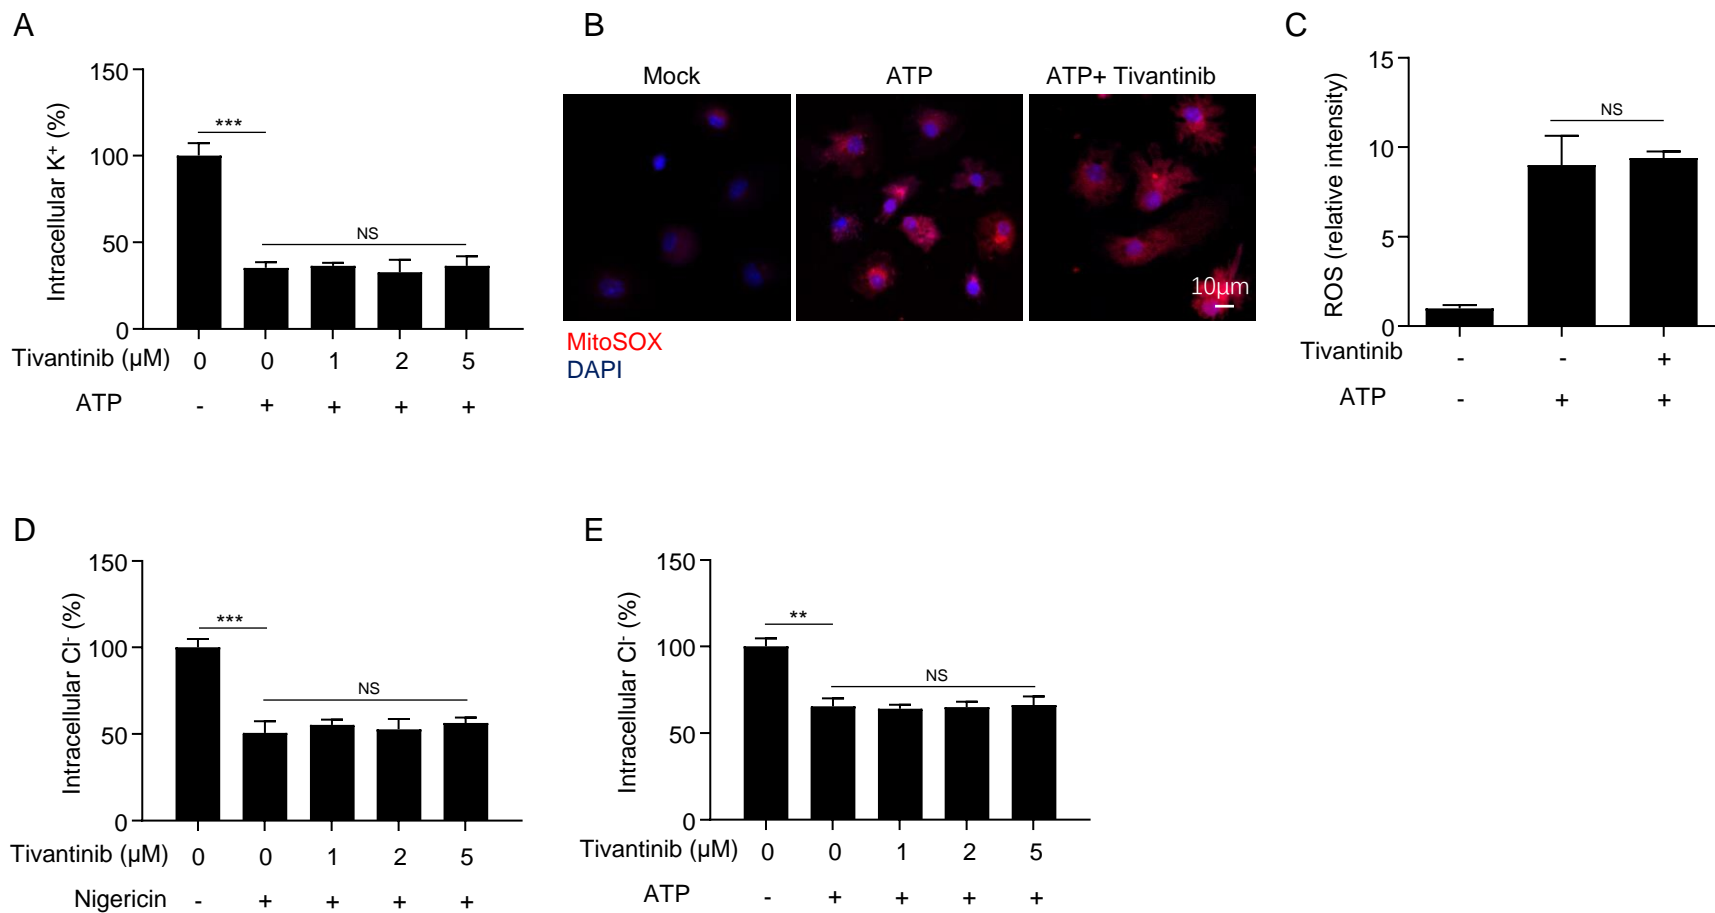 A
150
100
50
0
Intracellular K⁺ (%)
***
NS
Tivantinib (μM) 0 0 1 2 5
ATP - + + + +
B
Mock ATP ATP+ Tivantinib
10μm
MitoSOX
DAPI
C
15
10
5
0
ROS (relative intensity)
NS
Tivantinib - - +
ATP - + +
D
150
100
50
0
Intracellular Cl⁻ (%)
***
NS
Tivantinib (μM) 0 0 1 2 5
Nigericin - + + + +
E
150
100
50
0
Intracellular Cl⁻ (%)
**
NS
Tivantinib (μM) 0 0 1 2 5
ATP - + + + +